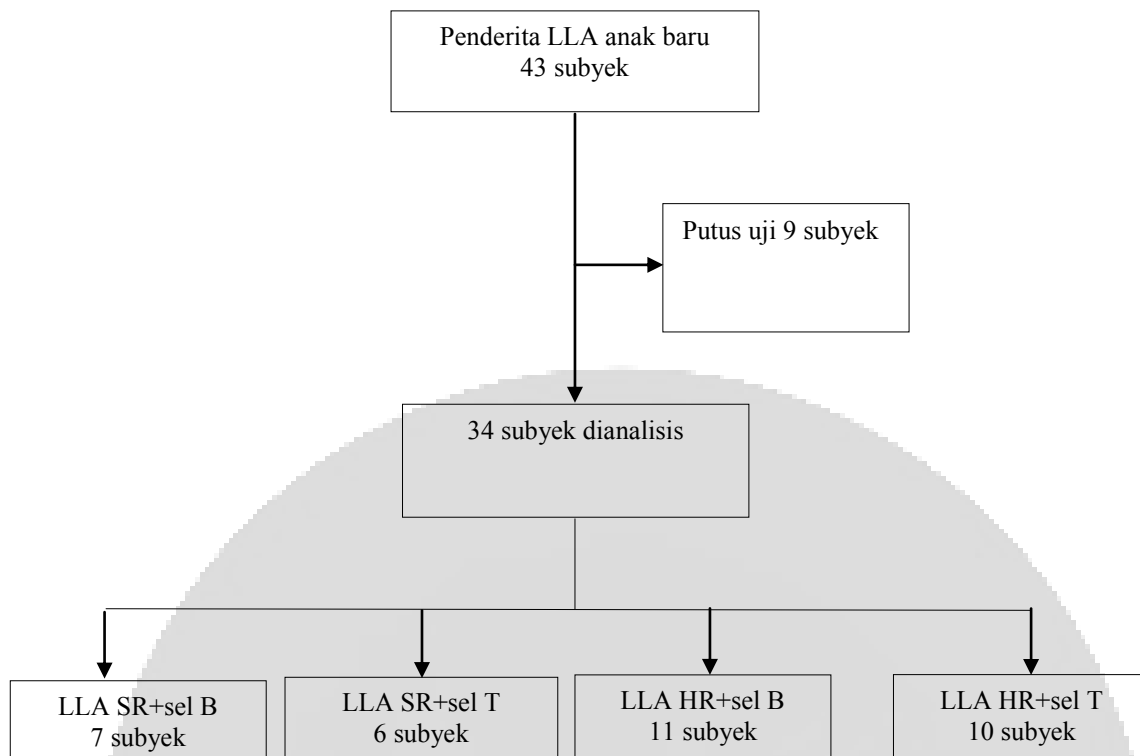 Penderita LLA anak baru
43 subyek
Putus uji 9 subyek
34 subyek dianalisis
LLA SR+sel B
7 subyek
LLA SR+sel T
6 subyek
LLA HR+sel B
11 subyek
LLA HR+sel T
10 subyek